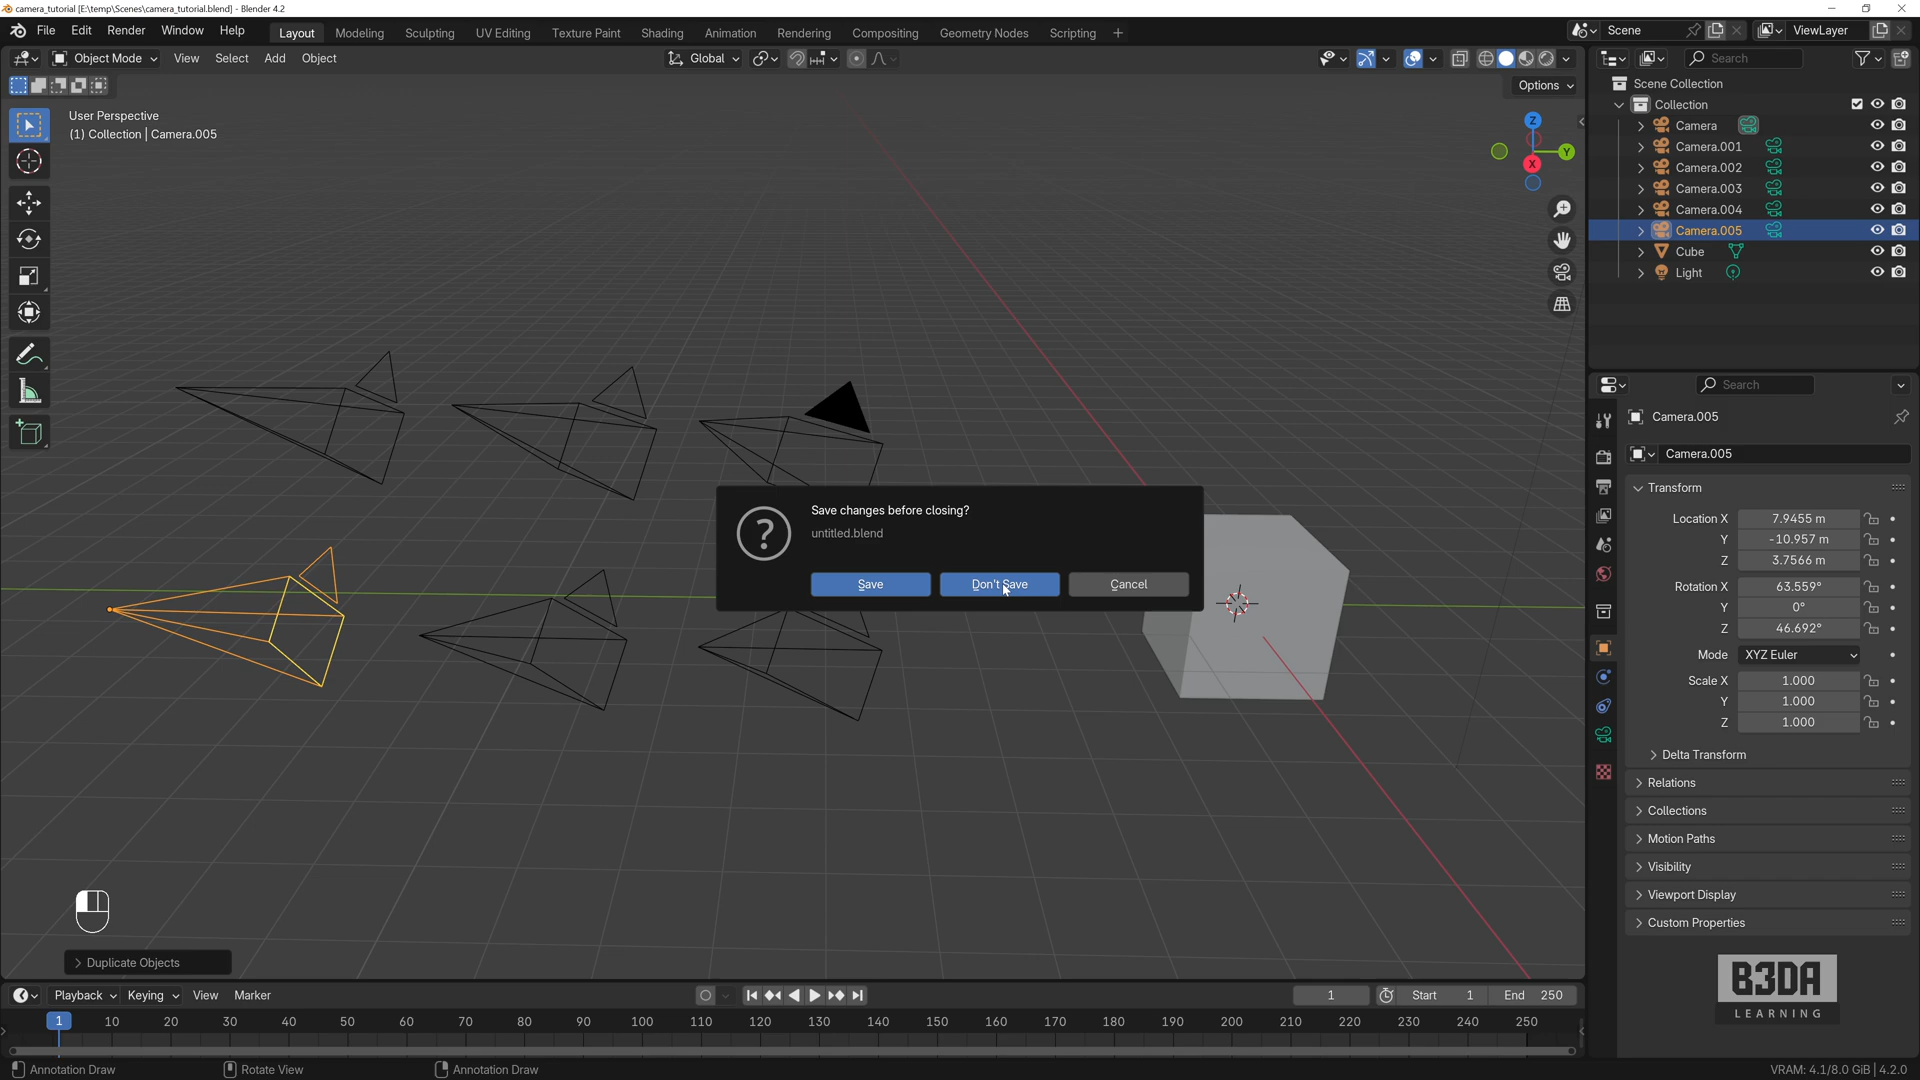 camera_tutorial [E:\temp\Scenes\camera_tutorial.blend] - Blender 4.2
File Edit Render Window Help Layout Modeling Sculpting UV Editing Texture Paint Shading Animation Rendering Compositing Geometry Nodes Scripting + Scene ViewLayer
Object Mode View Select Add Object Global Search
Options
User Perspective
(1) Collection | Camera.005
Z
Y
X
Scene Collection
Collection
Camera
Camera.001
Camera.002
Camera.003
Camera.004
Camera.005
Cube
Light
Search
Camera.005
Camera.005
Transform
Location X 7.9455 m
Y -10.957 m
Z 3.7566 m
Rotation X 63.559°
Y 0°
Z 46.692°
Mode XYZ Euler
Scale X 1.000
Y 1.000
Z 1.000
Delta Transform
Relations
Collections
Motion Paths
Visibility
Viewport Display
Custom Properties
Save changes before closing?
untitled.blend
?
Save Don't Save Cancel
Duplicate Objects
B3DA
LEARNING
Playback Keying View Marker 1 Start 1 End 250
1 10 20 30 40 50 60 70 80 90 100 110 120 130 140 150 160 170 180 190 200 210 220 230 240 250
Annotation Draw Rotate View Annotation Draw VRAM: 4.1/8.0 GiB | 4.2.0